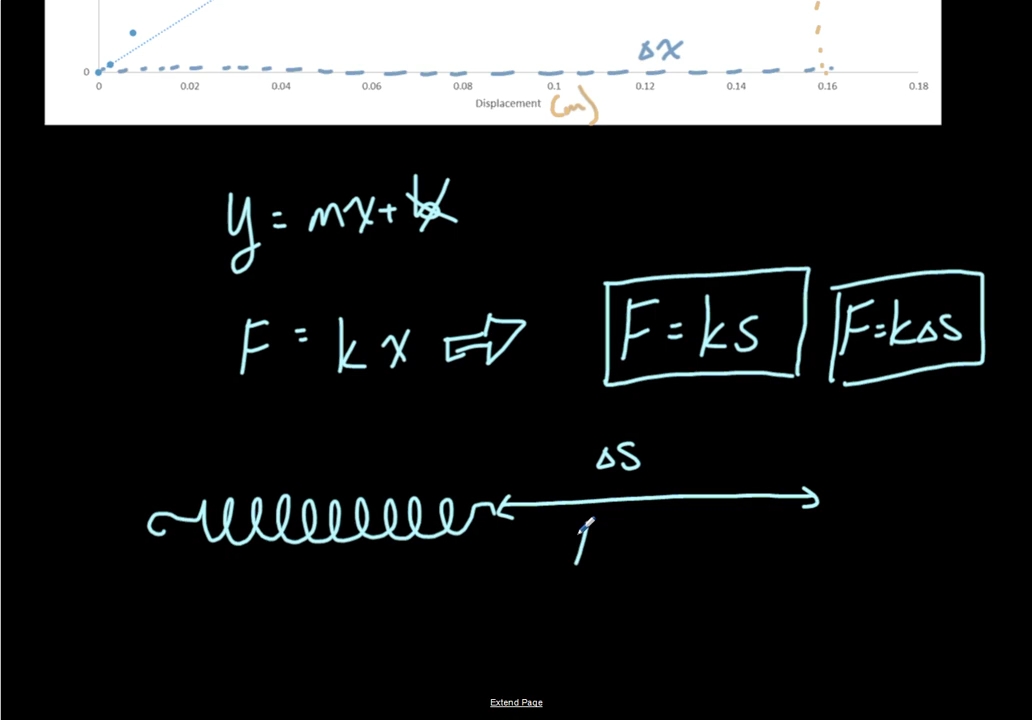 Δx
0
0 0.02 0.04 0.06 0.08 0.1 0.12 0.14 0.16 0.18
Displacement (m)
y = mx + b
F = kx ⇨ F = ks F = kΔs
Δs
Extend Page